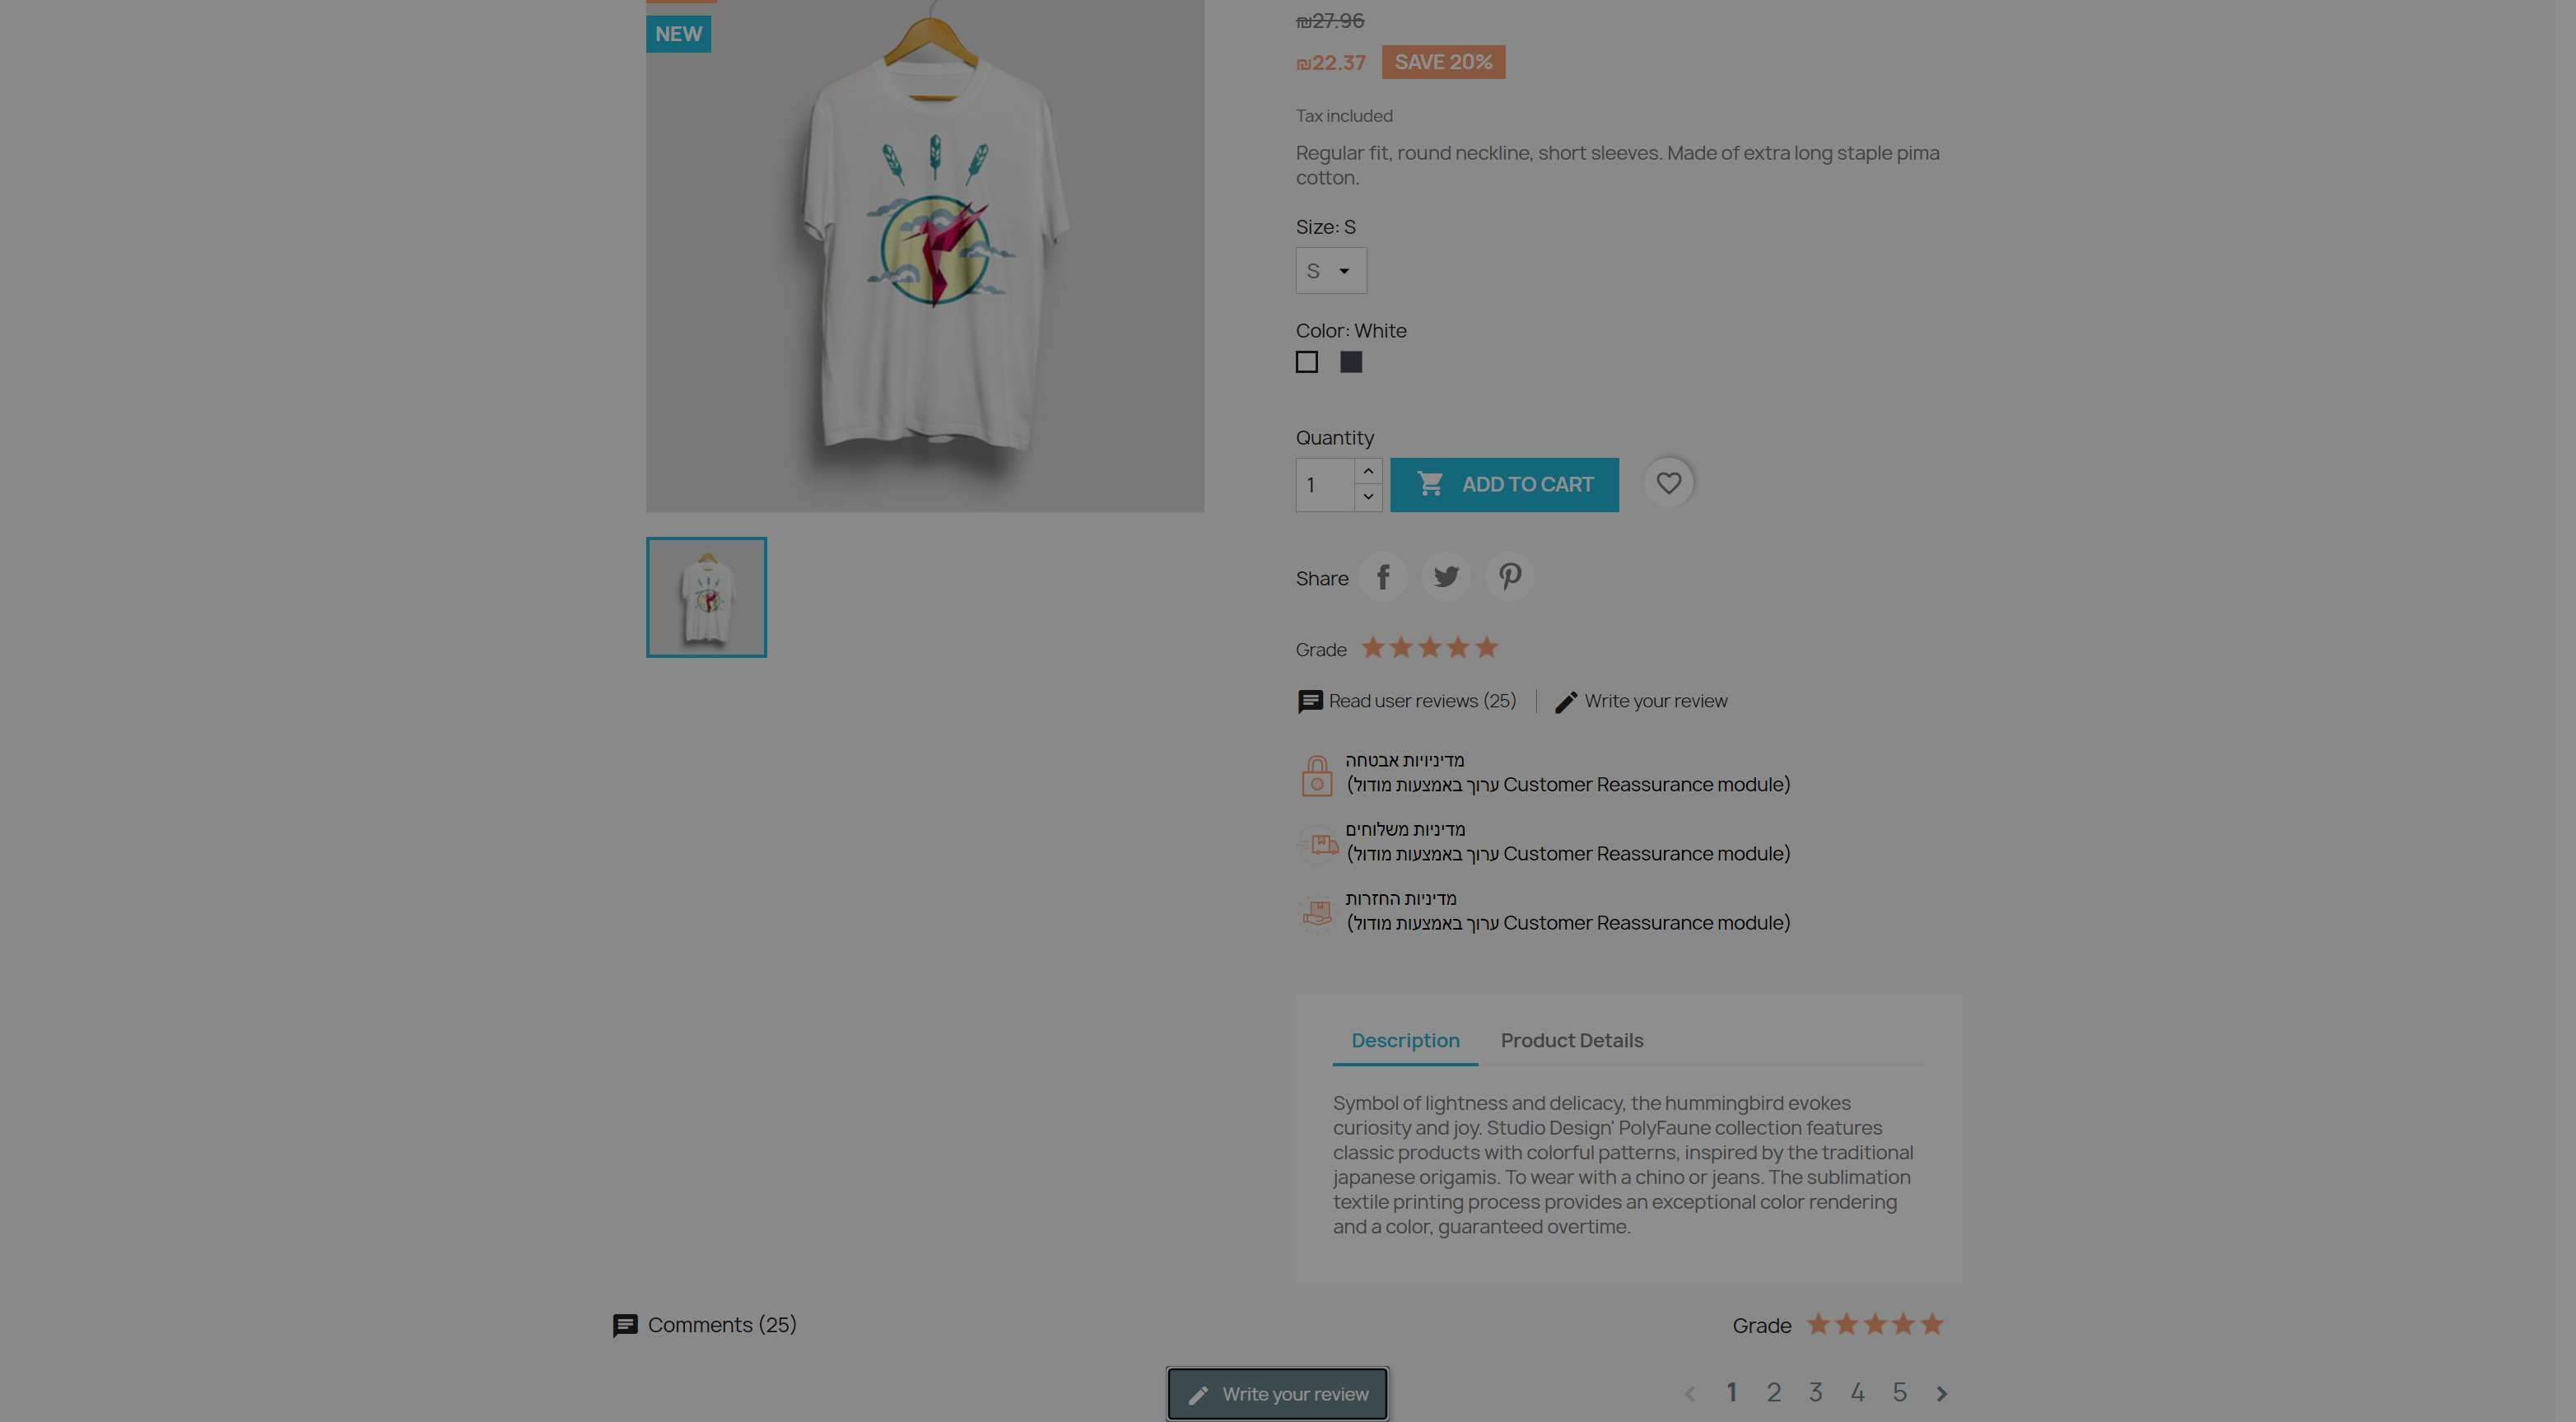 NEW
₪27.96
₪22.37 SAVE 20%
Tax included
Regular fit, round neckline, short sleeves. Made of extra long staple pima
cotton.
Size: S
S
Color: White
Quantity
1 ADD TO CART
Share
Grade
Read user reviews (25) Write your review
מדיניויות אבטחה
(ערוך באמצעות מודול Customer Reassurance module)
מדיניות משלוחים
(ערוך באמצעות מודול Customer Reassurance module)
מדיניות החזרות
(ערוך באמצעות מודול Customer Reassurance module)
Description Product Details
Symbol of lightness and delicacy, the hummingbird evokes
curiosity and joy. Studio Design' PolyFaune collection features
classic products with colorful patterns, inspired by the traditional
japanese origamis. To wear with a chino or jeans. The sublimation
textile printing process provides an exceptional color rendering
and a color, guaranteed overtime.
Comments (25) Grade
Write your review 1 2 3 4 5